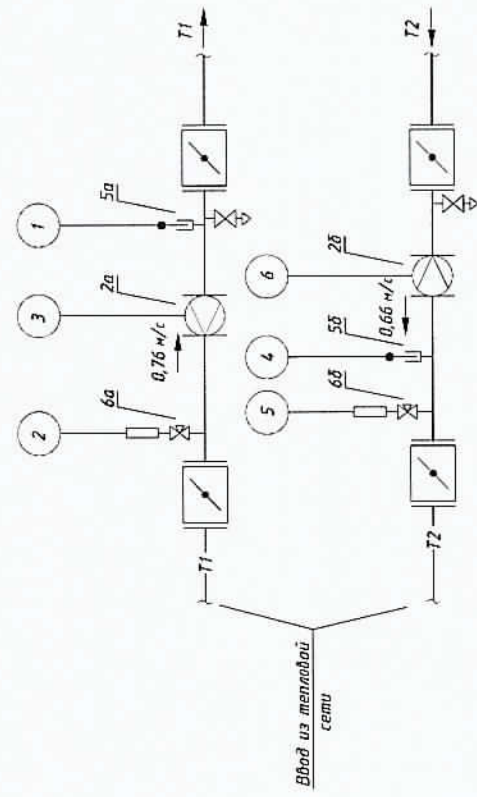 T1
5а
1
2а
3
0,76 м/с
6а
2
T1
T2
2б
6
0,66 м/с
5б
4
6б
5
T2
Ввод из тепловой
сети